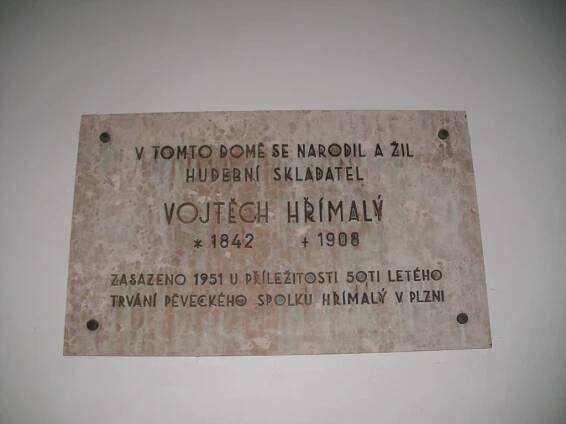 V TOMTO DOMĚ SE NARODIL A ŽIL
HUDEBNÍ SKLADATEL
VOJTĚCH HŘÍMALÝ
* 1842 + 1908
ZASAZENO 1951 U PŘÍLEŽITOSTI 50TI LETÉHO
TRVÁNÍ PĚVECKÉHO SPOLKU HŘÍMALÝ V PLZNI